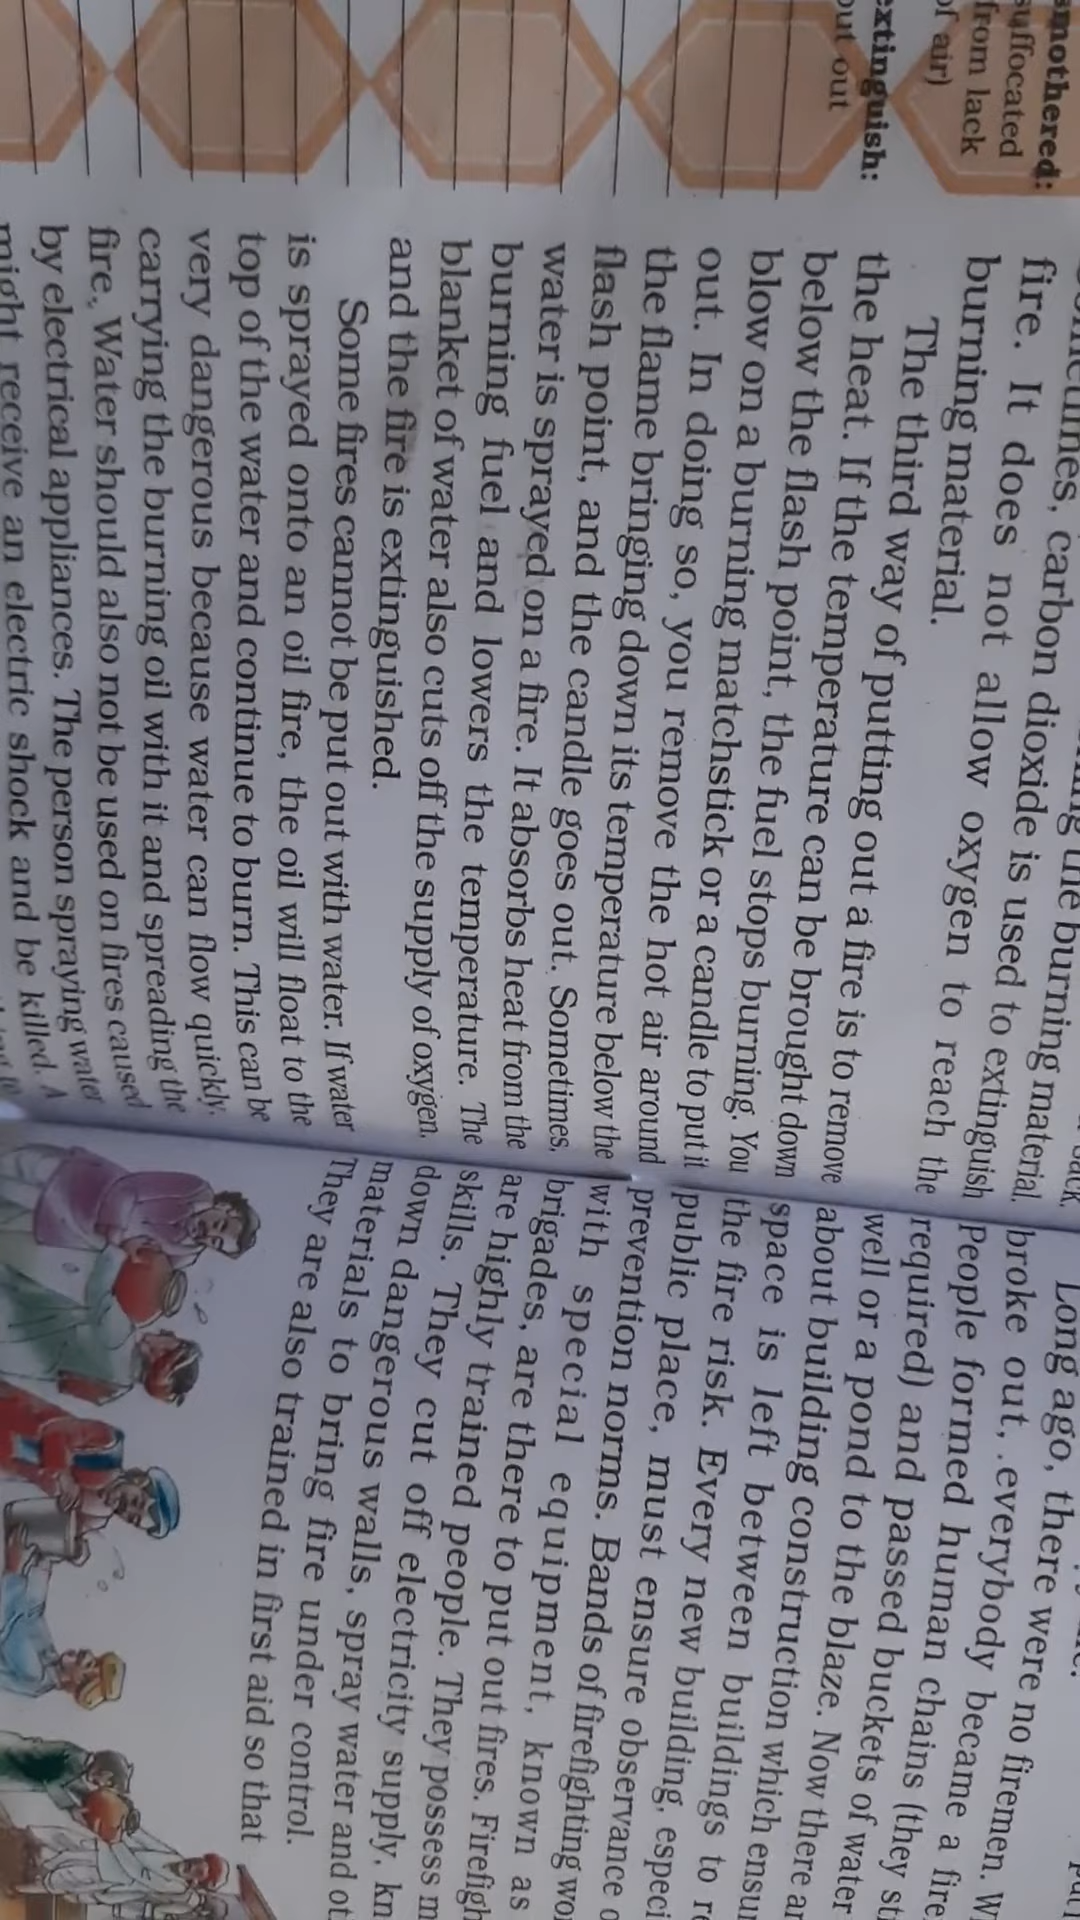 smothered:
suffocated
from lack
of air)
extinguish:
put out
the burning material.
fire. It does not allow oxygen to reach the
burning material.
The third way of putting out a fire is to remove
the heat. If the temperature can be brought down
below the flash point, the fuel stops burning. You
blow on a burning matchstick or a candle to put it
out. In doing so, you remove the hot air around
the flame bringing down its temperature below the
flash point, and the candle goes out. Sometimes,
water is sprayed on a fire. It absorbs heat from the
burning fuel and lowers the temperature. The
blanket of water also cuts off the supply of oxygen,
and the fire is extinguished.
Some fires cannot be put out with water. If water
is sprayed onto an oil fire, the oil will float to the
top of the water and continue to burn. This can be
very dangerous because water can flow quickly,
carrying the burning oil with it and spreading the
fire. Water should also not be used on fires caused
by electrical appliances. The person spraying water
might receive an electric shock and be killed. A
Long ago, there were no firemen. W
broke out, everybody became a fire
People formed human chains (they st
required) and passed buckets of water
well or a pond to the blaze. Now there ar
about building construction which ensur
space is left between buildings to re
the fire risk. Every new building, especi
public place, must ensure observance o
prevention norms. Bands of firefighting wo
with special equipment, known as
brigades, are there to put out fires. Firefigh
are highly trained people. They possess m
skills. They cut off electricity supply, kn
down dangerous walls, spray water and ot
materials to bring fire under control.
They are also trained in first aid so that